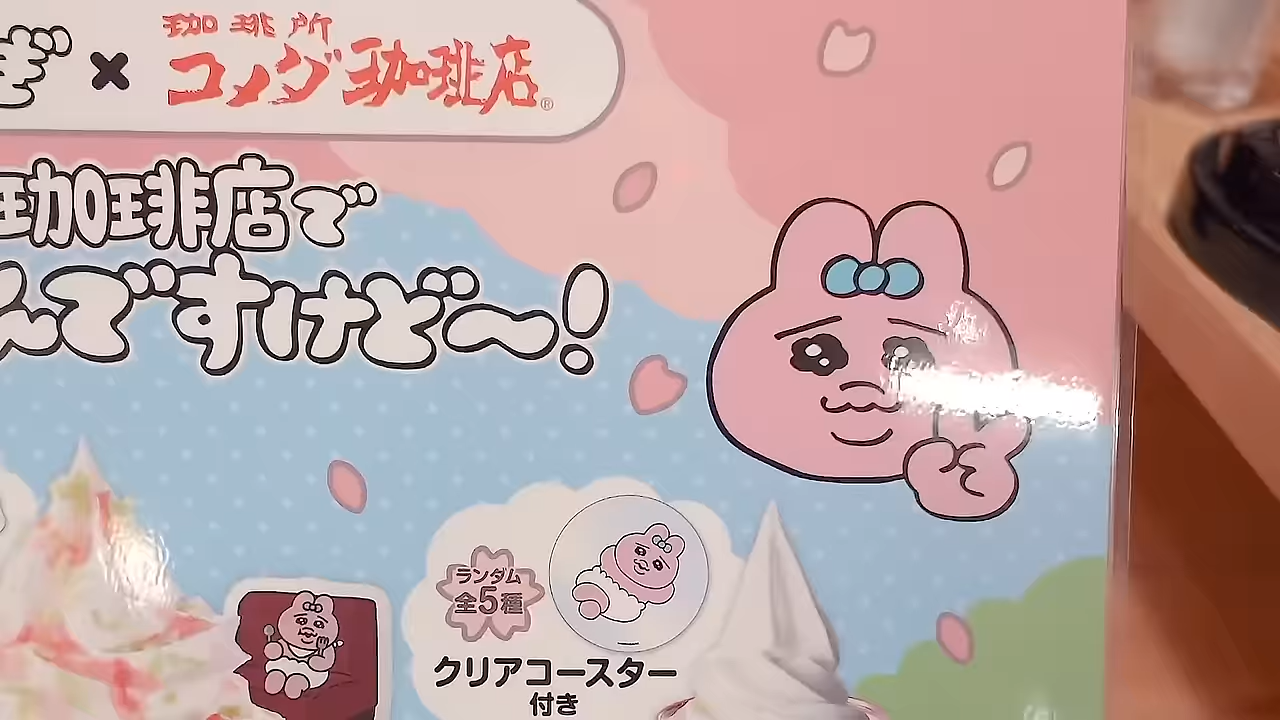 ぎ × 珈琲所
コメダ珈琲店®
珈琲店で
んですけど〜!
ランダム
全5種
クリアコースター
付き